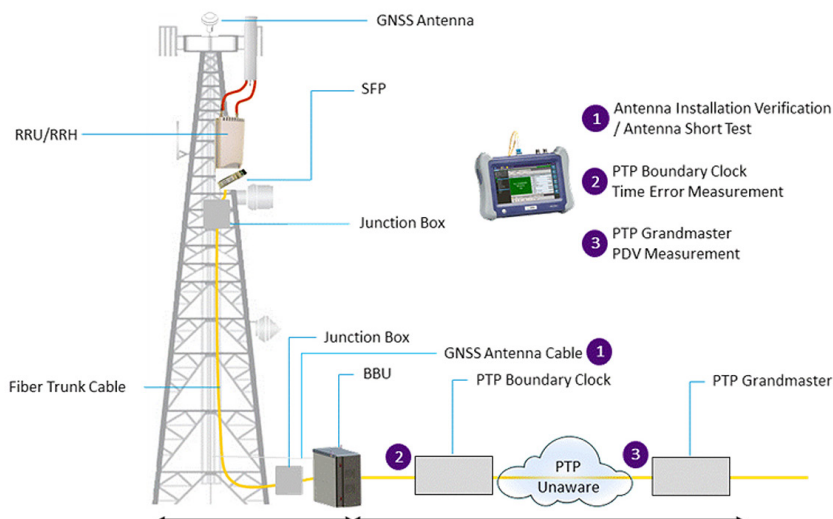 GNSS Antenna
SFP
RRU/RRH
Junction Box
1 Antenna Installation Verification
/ Antenna Short Test
2 PTP Boundary Clock
Time Error Measurement
3 PTP Grandmaster
PDV Measurement
Junction Box
GNSS Antenna Cable 1
Fiber Trunk Cable
BBU
PTP Boundary Clock
PTP Grandmaster
2
3
PTP
Unaware